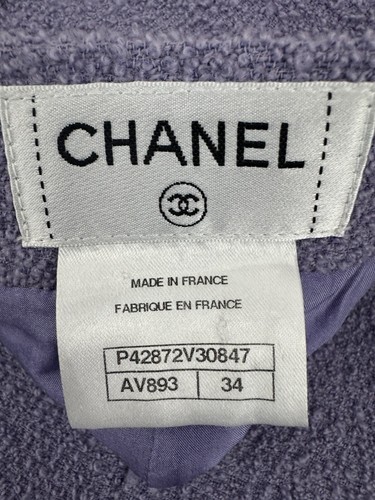 CHANEL
MADE IN FRANCE
FABRIQUE EN FRANCE
P42872V30847
AV893 34